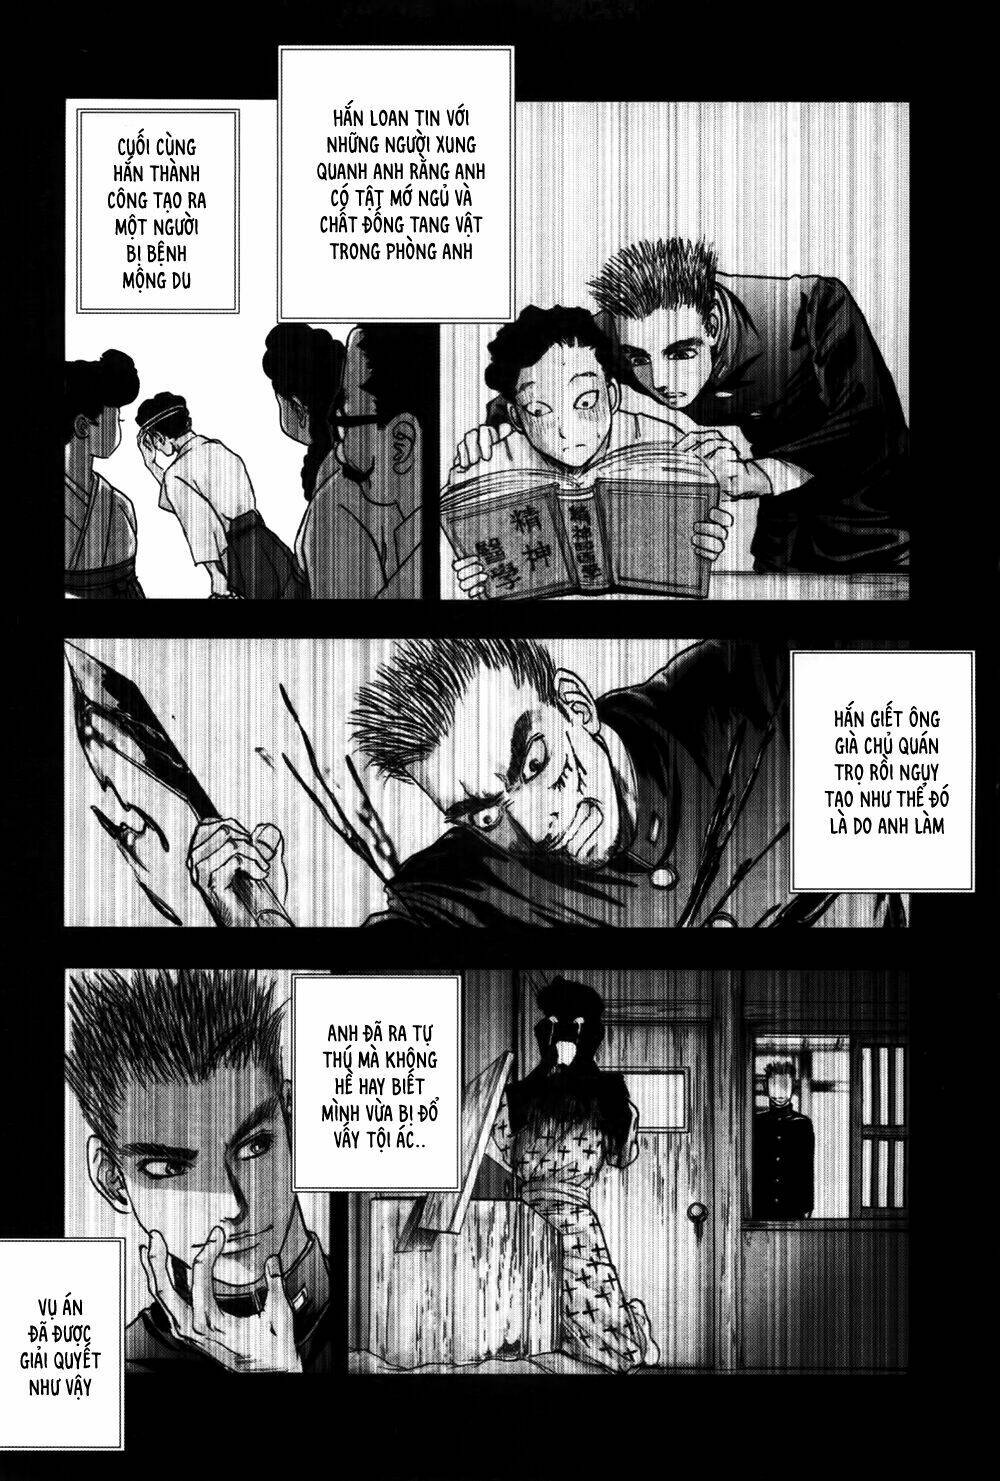 HẮN LOAN TIN VỚI
NHỮNG NGƯỜI XUNG
QUANH ANH RẰNG ANH
CÓ TẬT MỚ NGỦ VÀ
CHẤT ĐỐNG TANG VẬT
TRONG PHÒNG ANH
CUỐI CÙNG
HẮN THÀNH
CÔNG TẠO RA
MỘT NGƯỜI
BỊ BỆNH
MỘNG DU
精神
醫學
精神醫學
HẮN GIẾT ÔNG
GIÀ CHỦ QUÁN
TRỌ RỒI NGỤY
TẠO NHƯ THỂ ĐÓ
LÀ DO ANH LÀM
ANH ĐÃ RA TỰ
THÚ MÀ KHÔNG
HỀ HAY BIẾT
MÌNH VỪA BỊ ĐỔ
VẤY TỘI ÁC..
VỤ ÁN
ĐÃ ĐƯỢC
GIẢI QUYẾT
NHƯ VẬY